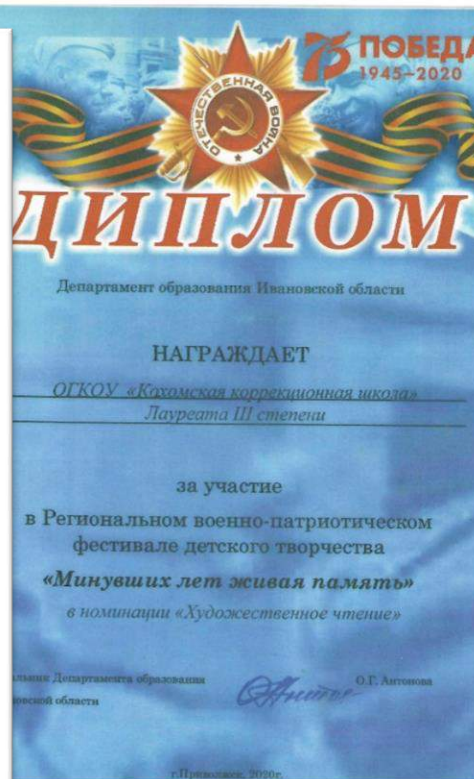 75 ПОБЕДА
1945–2020
ОТЕЧЕСТВЕННАЯ ВОЙНА
ДИПЛОМ
Департамент образования Ивановской области
НАГРАЖДАЕТ
ОГКОУ «Кохомская коррекционная школа»
Лауреата III степени
за участие
в Региональном военно-патриотическом
фестивале детского творчества
«Минувших лет живая память»
в номинации «Художественное чтение»
Департамента образования
области
О.Г. Антонова
г.Приволжск, 2020г.